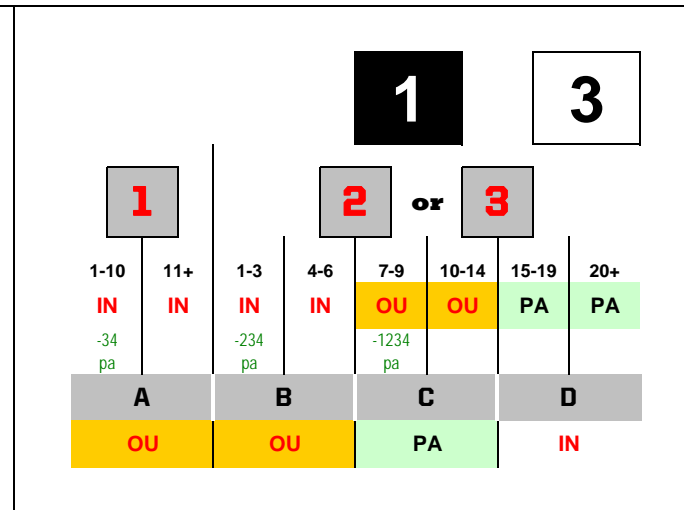 1 3
1 2 or 3
1-10 11+ 1-3 4-6 7-9 10-14 15-19 20+
IN IN IN IN OU OU PA PA
-34 -234 -1234
pa pa pa
A B C D
OU OU PA IN